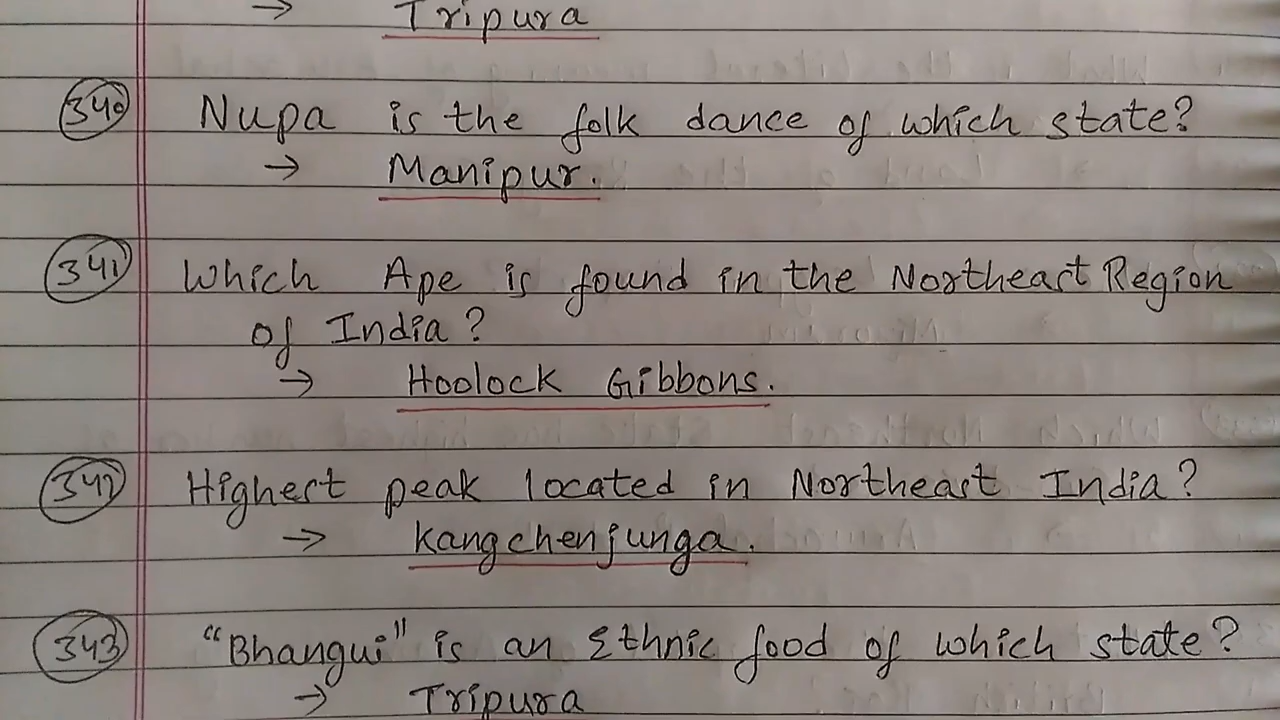 → Tripura
340 Nupa is the folk dance of which state?
→ Manipur.
341 Which Ape is found in the Northeast Region
of India?
→ Hoolock Gibbons.
342 Highest peak located in Northeast India?
→ Kangchenjunga.
343 "Bhangui" is an Ethnic food of which state?
→ Tripura